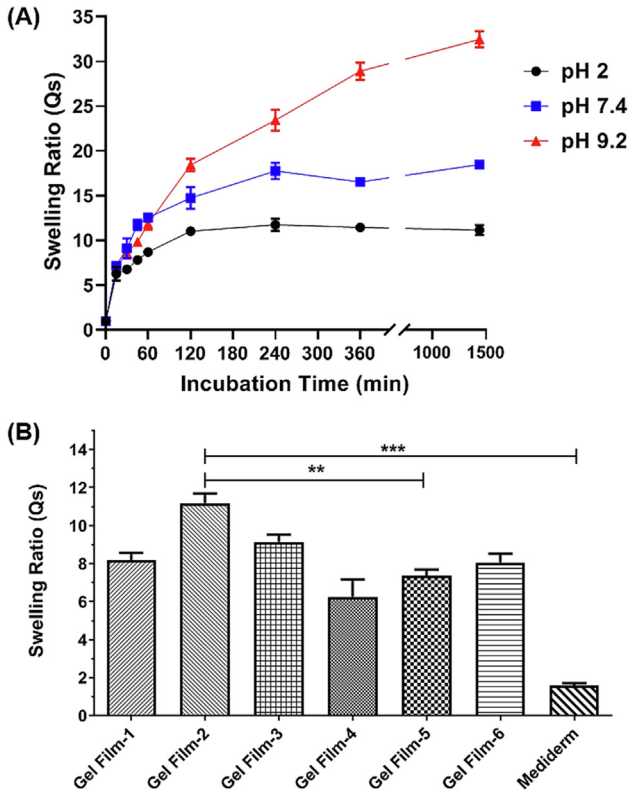 (A)
Swelling Ratio (Qs)
35
30
25
20
15
10
5
0
0 60 120 180 240 300 360 1000 1500
Incubation Time (min)
pH 2
pH 7.4
pH 9.2
(B)
Swelling Ratio (Qs)
14
12
10
8
6
4
2
0
***
**
Gel Film-1
Gel Film-2
Gel Film-3
Gel Film-4
Gel Film-5
Gel Film-6
Mediderm